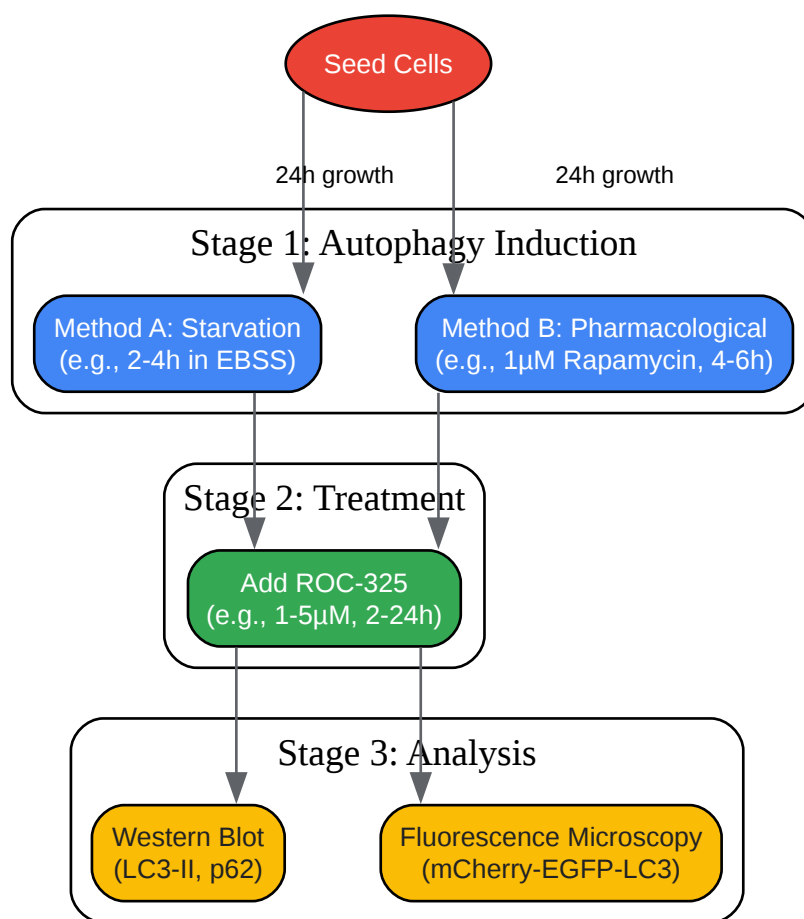 Seed Cells
24h growth
24h growth
Stage 1: Autophagy Induction
Method A: Starvation
(e.g., 2-4h in EBSS)
Method B: Pharmacological
(e.g., 1µM Rapamycin, 4-6h)
Stage 2: Treatment
Add ROC-325
(e.g., 1-5µM, 2-24h)
Stage 3: Analysis
Western Blot
(LC3-II, p62)
Fluorescence Microscopy
(mCherry-EGFP-LC3)